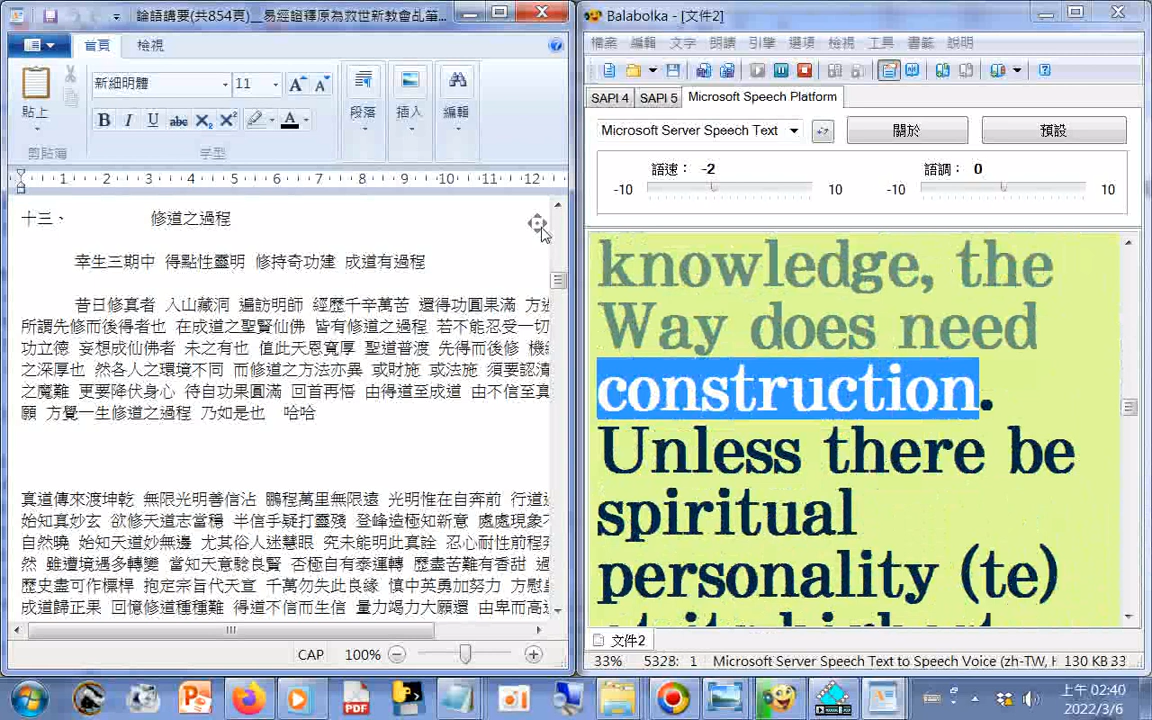 論語講要(共854頁)__易經證釋原為救世新教會乩筆...
首頁
檢視
貼上
剪貼簿
新細明體
11
B I U abc X₂ X²
字型
段落
插入
編輯
1 2 3 4 5 6 7 8 9 10 11 12
十三、 修道之過程
幸生三期中 得點性靈明 修持奇功建 成道有過程
昔日修真者 入山藏洞 遍訪明師 經歷千辛萬苦 還得功圓果滿 方
所謂先修而後得者也 在成道之聖賢仙佛 皆有修道之過程 若不能忍受一切
功立德 妄想成仙佛者 未之有也 值此天恩寬厚 聖道普渡 先得而後修 機
之深厚也 然各人之環境不同 而修道之方法亦異 或財施 或法施 須要認清
之魔難 更要降伏身心 待自功果圓滿 回首再悟 由得道至成道 由不信至真
願 方覺一生修道之過程 乃如是也 哈哈
真道傳來渡坤乾 無限光明善信沾 鵬程萬里無限遠 光明惟在自奔前 行道
始知真妙玄 欲修天道志當穩 半信半疑打靈殘 登峰造極知新意 處處現象
自然曉 始知天道妙無邊 尤其俗人迷慧眼 究未能明此真詮 忍心耐性前程
然 雖遭境遇多轉變 當知天意驗良賢 否極自有泰運轉 歷盡苦難有香甜 過
歷史盡可作標桿 抱定宗旨代天宣 千萬勿失此良緣 慎中英勇加努力 方慰
成道歸正果 回憶修道種種難 得道不信而生信 量力竭力大願還 由卑而高
CAP 100%
Balabolka - [文件2]
檔案 編輯 文字 朗讀 引擎 選項 檢視 工具 書籤 說明
SAPI 4 SAPI 5 Microsoft Speech Platform
Microsoft Server Speech Text
關於
預設
語速： -2
語調： 0
-10 10 -10 10
knowledge, the
Way does need
construction.
Unless there be
spiritual
personality (te)
文件2
33% 5328: 1 Microsoft Server Speech Text to Speech Voice (zh-TW, H 130 KB 33
上午 02:40
2022/3/6